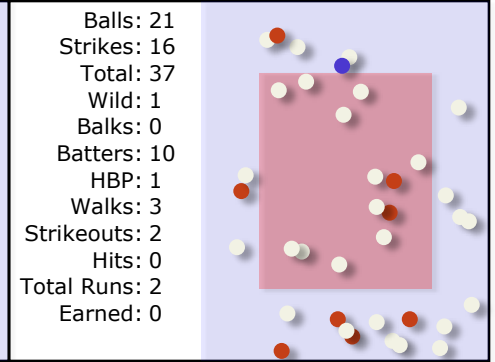 Balls: 21
Strikes: 16
Total: 37
Wild: 1
Balks: 0
Batters: 10
HBP: 1
Walks: 3
Strikeouts: 2
Hits: 0
Total Runs: 2
Earned: 0